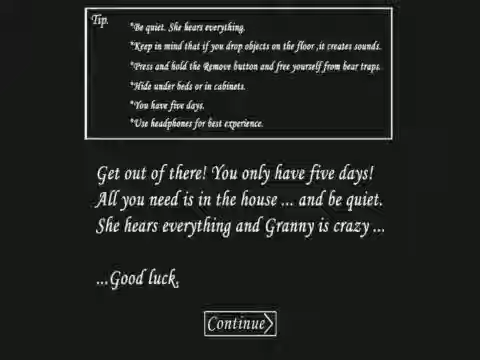 Tip.
*Be quiet. She hears everything.
*Keep in mind that if you drop objects on the floor ,it creates sounds.
*Press and hold the Remove button and free yourself from bear traps.
*Hide under beds or in cabinets.
*You have five days.
*Use headphones for best experience.
Get out of there! You only have five days!
All you need is in the house ... and be quiet.
She hears everything and Granny is crazy ...
...Good luck.
Continue